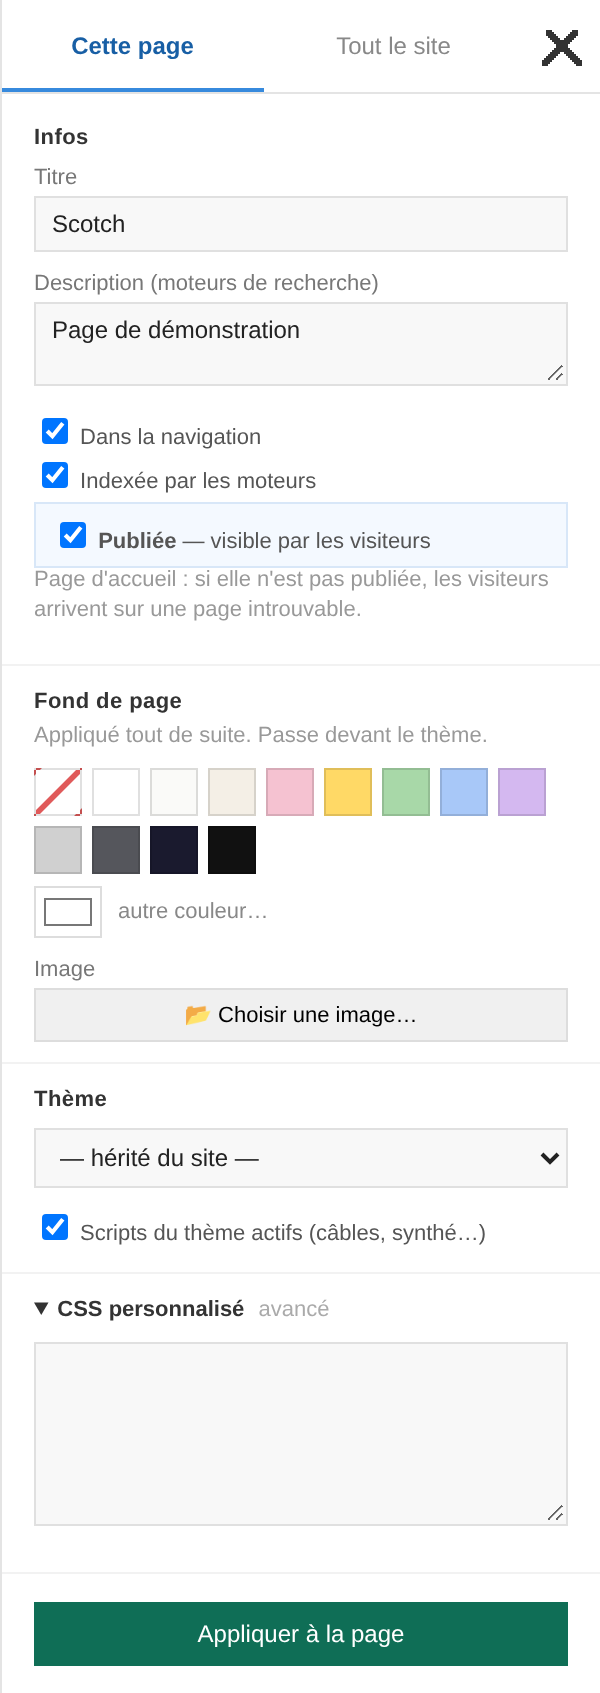 Cette page
Tout le site
Infos
Titre
Scotch
Description (moteurs de recherche)
Page de démonstration
Dans la navigation
Indexée par les moteurs
Publiée — visible par les visiteurs
Page d'accueil : si elle n'est pas publiée, les visiteurs
arrivent sur une page introuvable.
Fond de page
Appliqué tout de suite. Passe devant le thème.
autre couleur…
Image
📂 Choisir une image…
Thème
— hérité du site —
Scripts du thème actifs (câbles, synthé…)
CSS personnalisé avancé
Appliquer à la page